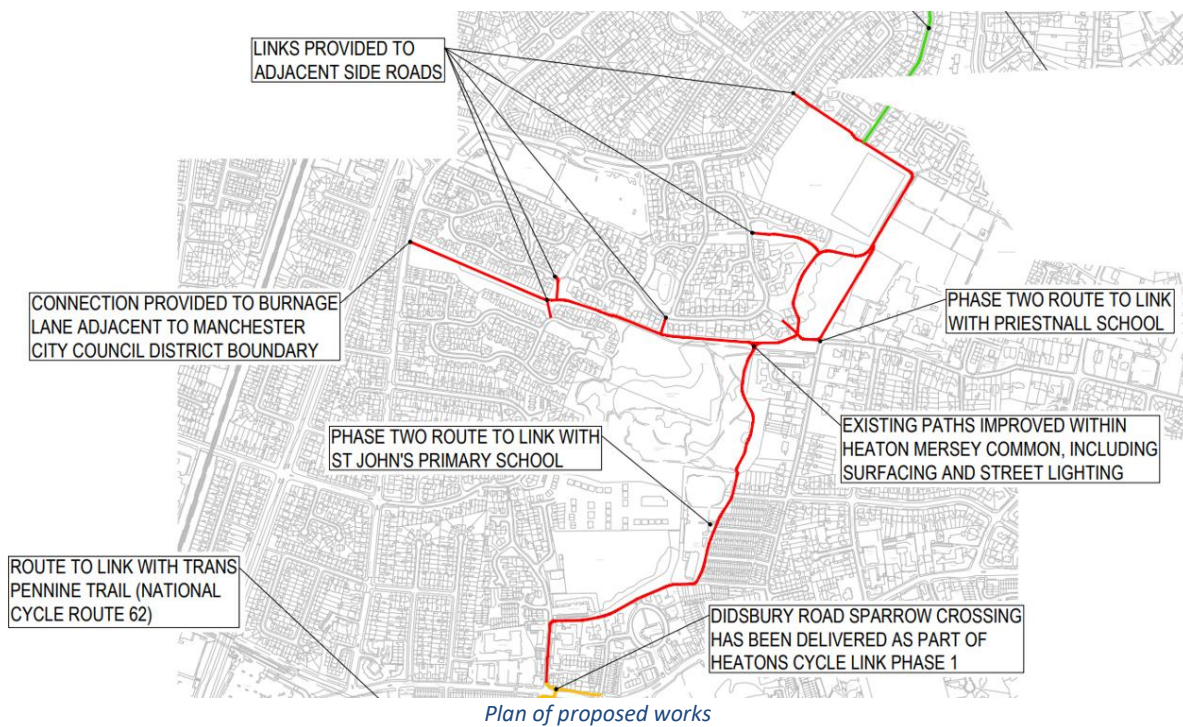 LINKS PROVIDED TO
ADJACENT SIDE ROADS
CONNECTION PROVIDED TO BURNAGE
LANE ADJACENT TO MANCHESTER
CITY COUNCIL DISTRICT BOUNDARY
PHASE TWO ROUTE TO LINK
WITH PRIESTNALL SCHOOL
PHASE TWO ROUTE TO LINK WITH
ST JOHN'S PRIMARY SCHOOL
EXISTING PATHS IMPROVED WITHIN
HEATON MERSEY COMMON, INCLUDING
SURFACING AND STREET LIGHTING
ROUTE TO LINK WITH TRANS
PENNINE TRAIL (NATIONAL
CYCLE ROUTE 62)
DIDSBURY ROAD SPARROW CROSSING
HAS BEEN DELIVERED AS PART OF
HEATONS CYCLE LINK PHASE 1
Plan of proposed works